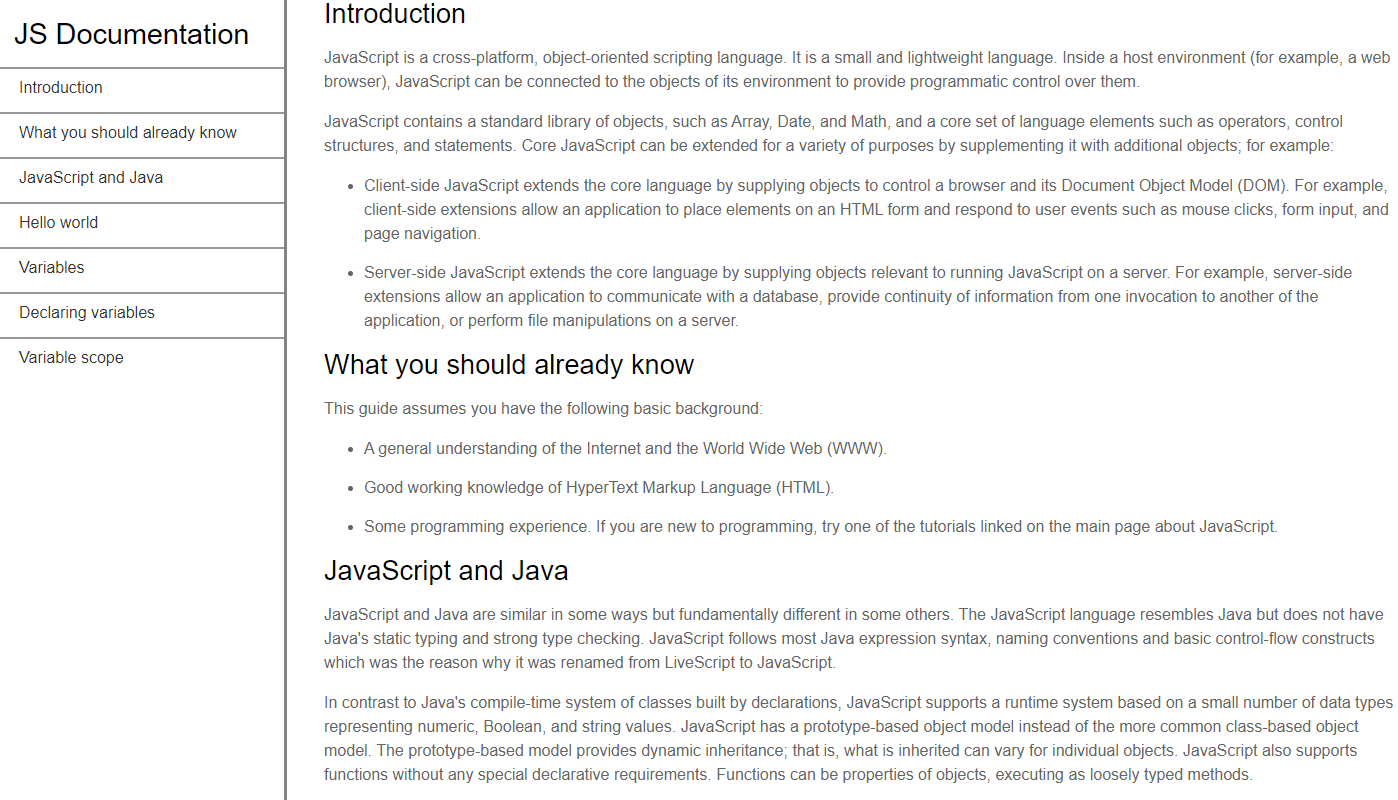 JS Documentation
Introduction
What you should already know
JavaScript and Java
Hello world
Variables
Declaring variables
Variable scope
Introduction
JavaScript is a cross-platform, object-oriented scripting language. It is a small and lightweight language. Inside a host environment (for example, a web
browser), JavaScript can be connected to the objects of its environment to provide programmatic control over them.
JavaScript contains a standard library of objects, such as Array, Date, and Math, and a core set of language elements such as operators, control
structures, and statements. Core JavaScript can be extended for a variety of purposes by supplementing it with additional objects; for example:
• Client-side JavaScript extends the core language by supplying objects to control a browser and its Document Object Model (DOM). For example,
client-side extensions allow an application to place elements on an HTML form and respond to user events such as mouse clicks, form input, and
page navigation.
• Server-side JavaScript extends the core language by supplying objects relevant to running JavaScript on a server. For example, server-side
extensions allow an application to communicate with a database, provide continuity of information from one invocation to another of the
application, or perform file manipulations on a server.
What you should already know
This guide assumes you have the following basic background:
• A general understanding of the Internet and the World Wide Web (WWW).
• Good working knowledge of HyperText Markup Language (HTML).
• Some programming experience. If you are new to programming, try one of the tutorials linked on the main page about JavaScript.
JavaScript and Java
JavaScript and Java are similar in some ways but fundamentally different in some others. The JavaScript language resembles Java but does not have
Java's static typing and strong type checking. JavaScript follows most Java expression syntax, naming conventions and basic control-flow constructs
which was the reason why it was renamed from LiveScript to JavaScript.
In contrast to Java's compile-time system of classes built by declarations, JavaScript supports a runtime system based on a small number of data types
representing numeric, Boolean, and string values. JavaScript has a prototype-based object model instead of the more common class-based object
model. The prototype-based model provides dynamic inheritance; that is, what is inherited can vary for individual objects. JavaScript also supports
functions without any special declarative requirements. Functions can be properties of objects, executing as loosely typed methods.